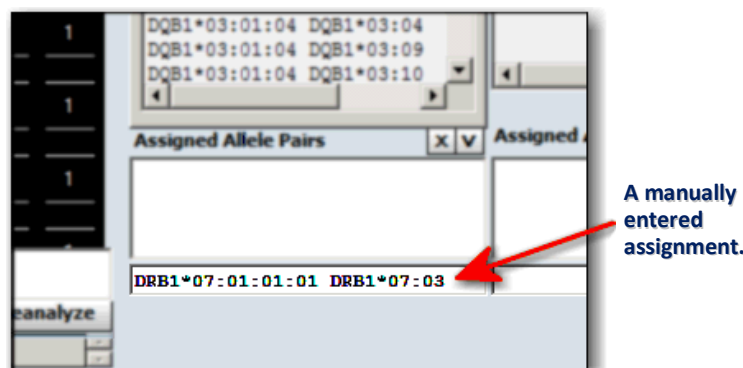 1
DQB1*03:01:04 DQB1*03:04
DQB1*03:01:04 DQB1*03:09
DQB1*03:01:04 DQB1*03:10
1
Assigned Allele Pairs X V Assigned
1
A manually
entered
assignment.
DRB1*07:01:01:01 DRB1*07:03
eanalyze